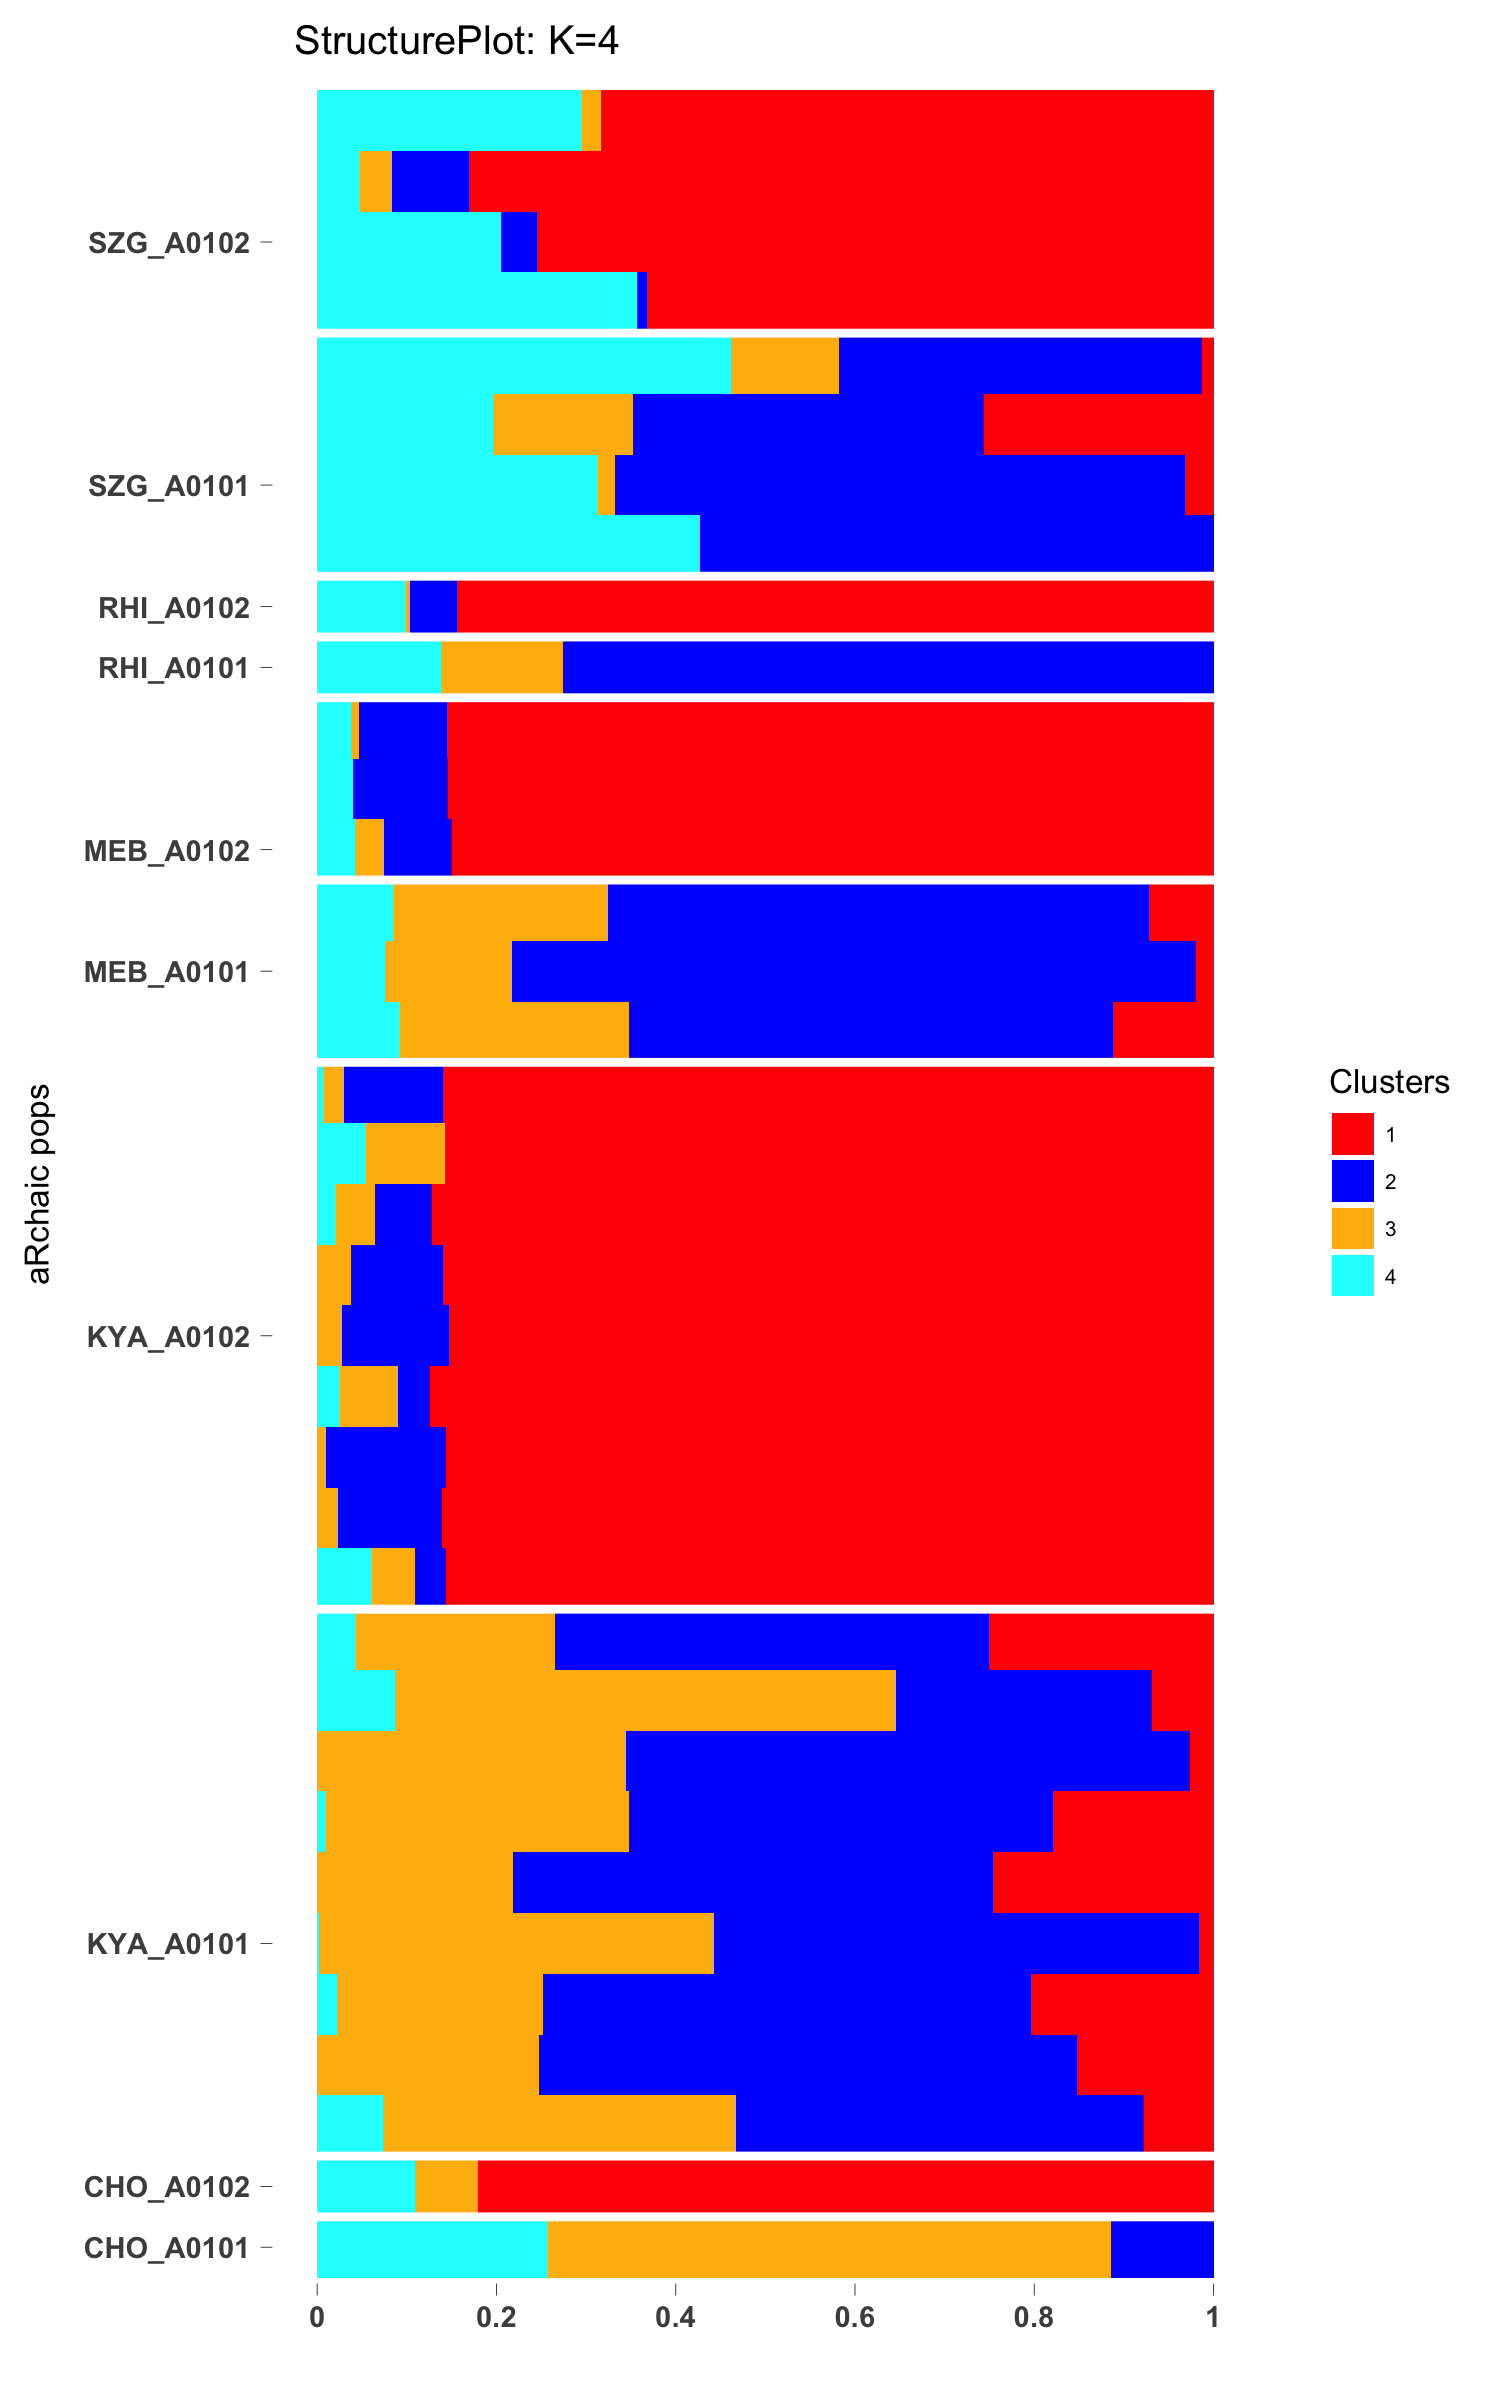 StructurePlot: K=4
SZG_A0102
SZG_A0101
RHI_A0102
RHI_A0101
MEB_A0102
MEB_A0101
KYA_A0102
KYA_A0101
CHO_A0102
CHO_A0101
aRchaic pops
0 0.2 0.4 0.6 0.8 1
Clusters
1
2
3
4